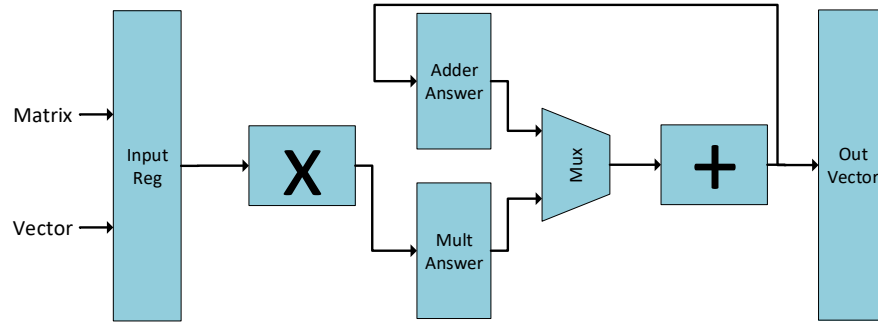 Matrix
Vector
Input
Reg
X
Adder
Answer
Mult
Answer
Mux
+
Out
Vector